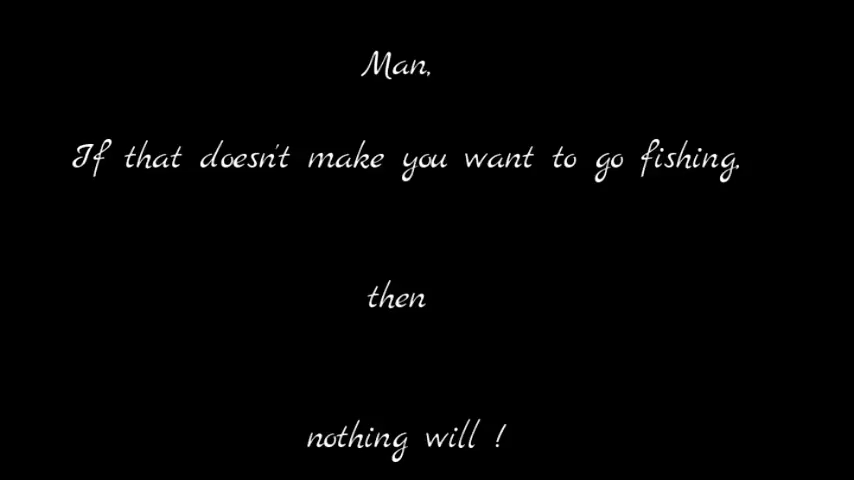 Man,
If that doesn't make you want to go fishing,
then
nothing will !